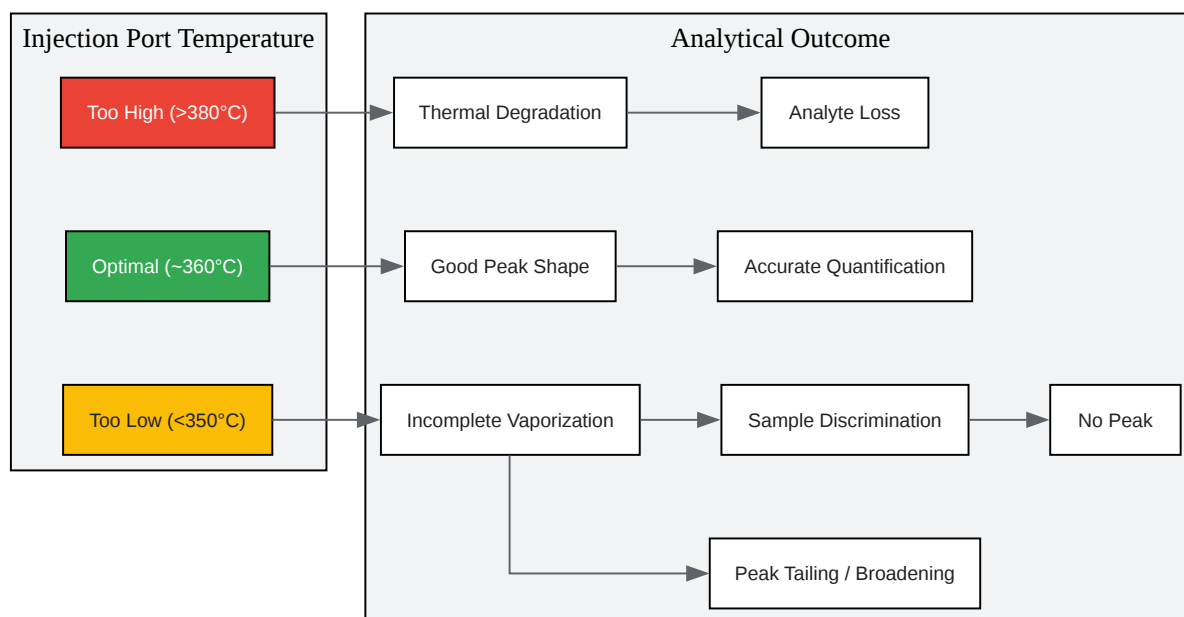 Injection Port Temperature
Analytical Outcome
Too High (>380°C)
Thermal Degradation
Analyte Loss
Optimal (~360°C)
Good Peak Shape
Accurate Quantification
Too Low (<350°C)
Incomplete Vaporization
Sample Discrimination
No Peak
Peak Tailing / Broadening